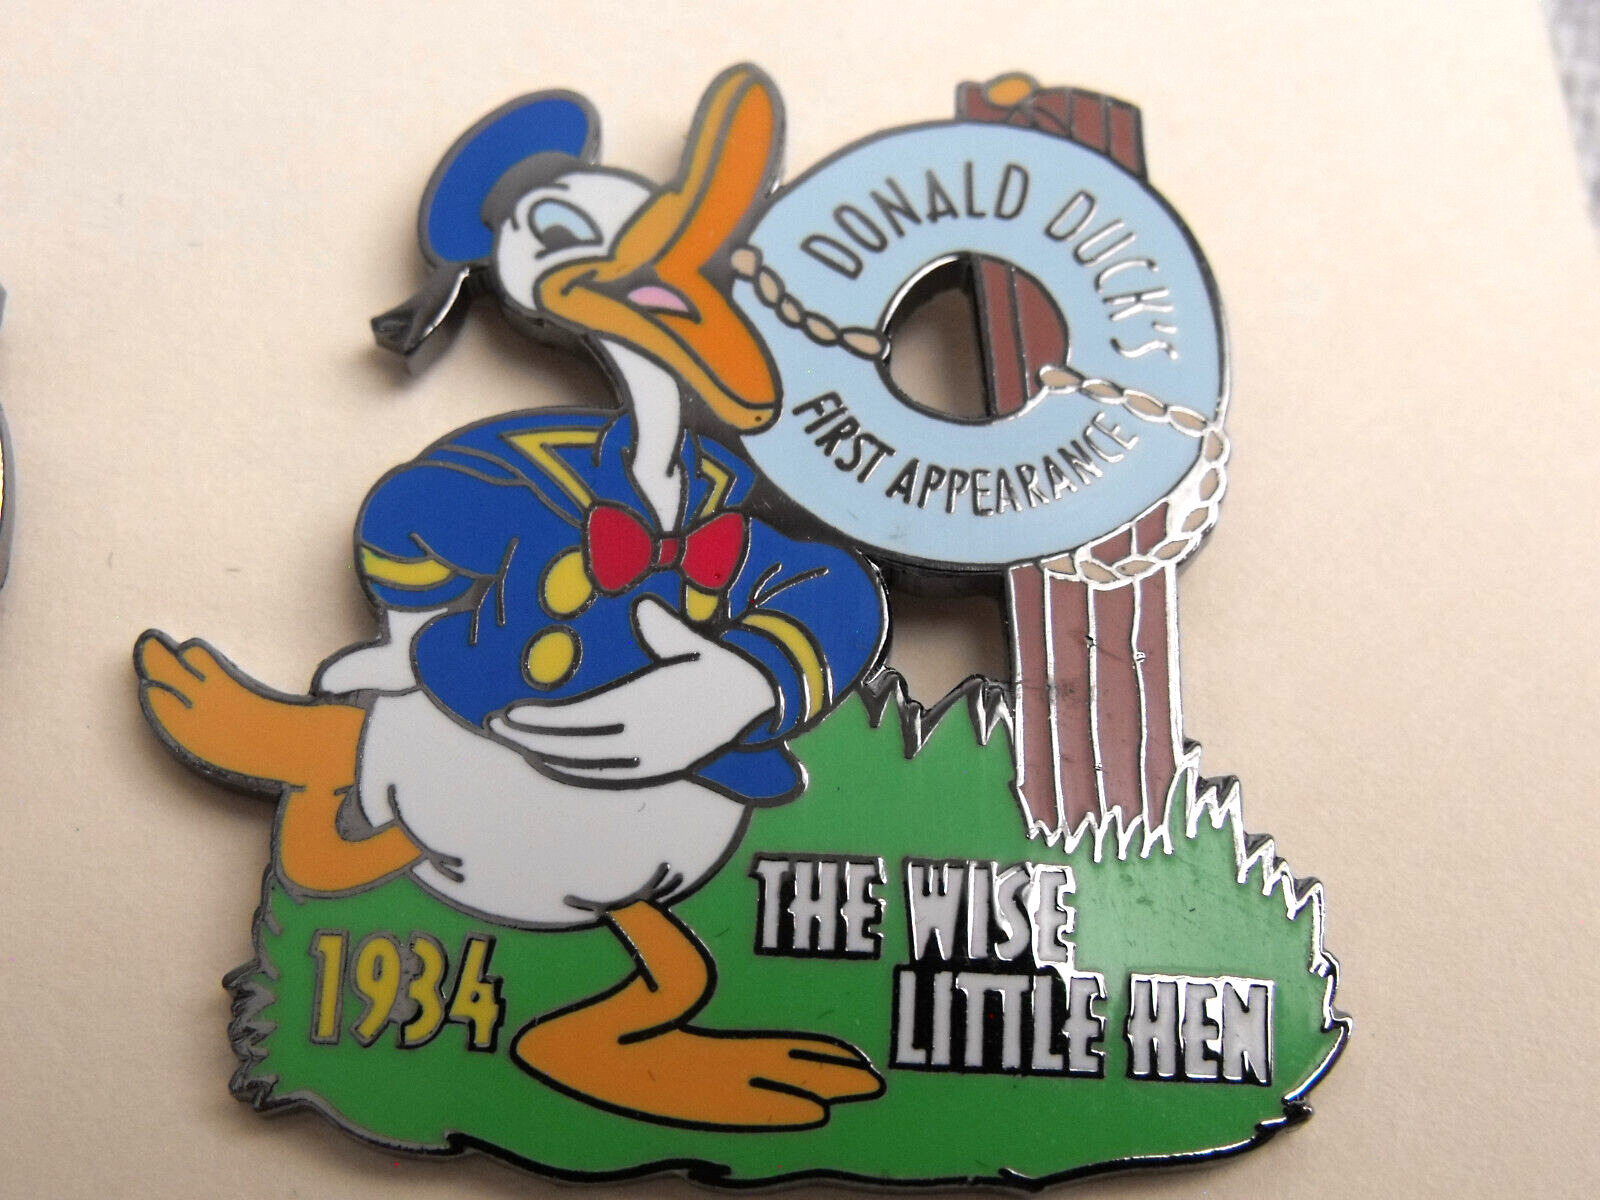 DONALD DUCK'S
FIRST APPEARANCE
THE WISE
LITTLE HEN
1934